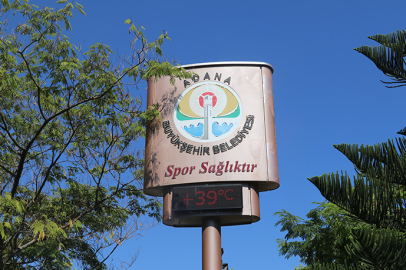 ADANA
BÜYÜKŞEHİR BELEDİYESİ
Spor Sağlıktır
+39°C